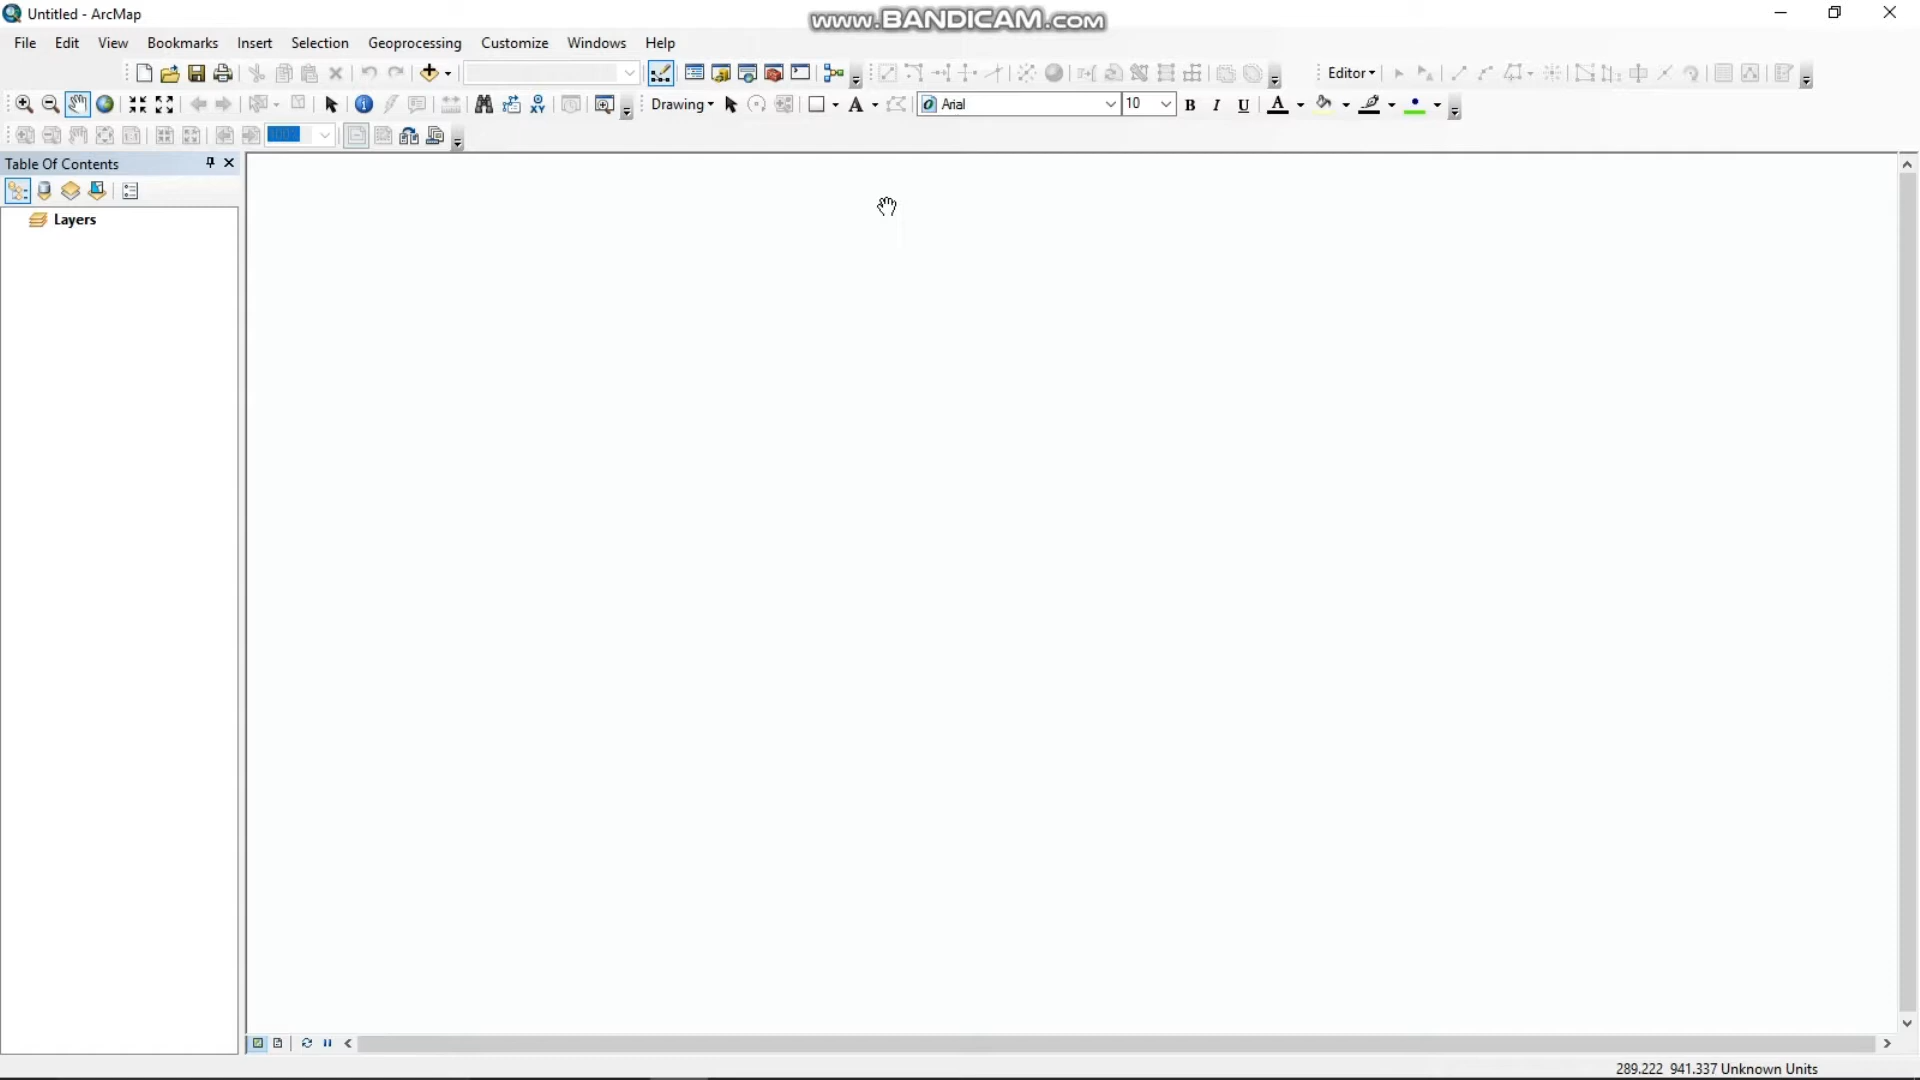 Untitled - ArcMap
www.BANDICAM.com
File Edit View Bookmarks Insert Selection Geoprocessing Customize Windows Help
Editor
Drawing A Arial 10 B I U A
100%
Table Of Contents
Layers
289.222 941.337 Unknown Units